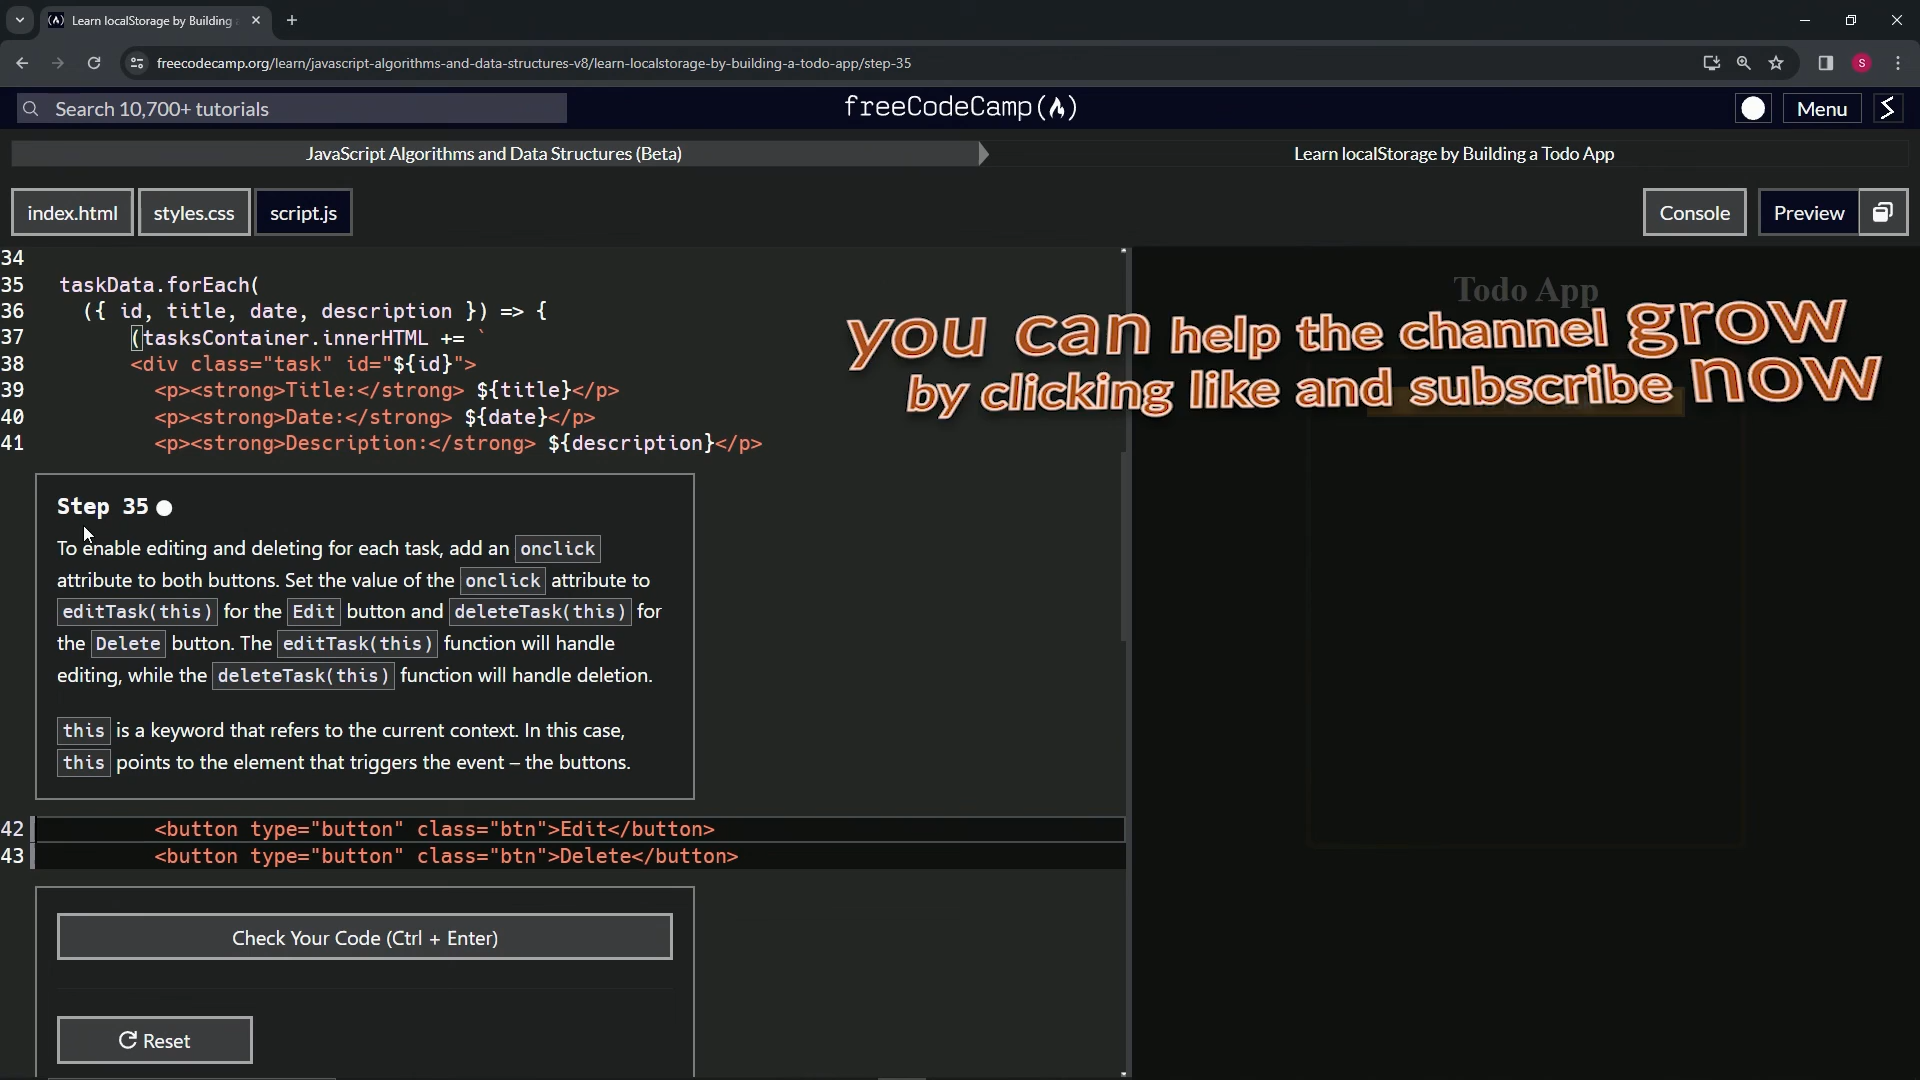 Learn localStorage by Building a
freecodecamp.org/learn/javascript-algorithms-and-data-structures-v8/learn-localstorage-by-building-a-todo-app/step-35
S
Search 10,700+ tutorials
freeCodeCamp
Menu
JavaScript Algorithms and Data Structures (Beta)
Learn localStorage by Building a Todo App
index.html
styles.css
script.js
Console
Preview
34
35 taskData.forEach(
36 ({ id, title, date, description }) => {
37 (tasksContainer.innerHTML += `
38 <div class="task" id="${id}">
39 <p><strong>Title:</strong> ${title}</p>
40 <p><strong>Date:</strong> ${date}</p>
41 <p><strong>Description:</strong> ${description}</p>
Todo App
you can help the channel grow
by clicking like and subscribe now
Step 35
To enable editing and deleting for each task, add an onclick
attribute to both buttons. Set the value of the onclick attribute to
editTask(this) for the Edit button and deleteTask(this) for
the Delete button. The editTask(this) function will handle
editing, while the deleteTask(this) function will handle deletion.
this is a keyword that refers to the current context. In this case,
this points to the element that triggers the event – the buttons.
42 <button type="button" class="btn">Edit</button>
43 <button type="button" class="btn">Delete</button>
Check Your Code (Ctrl + Enter)
Reset